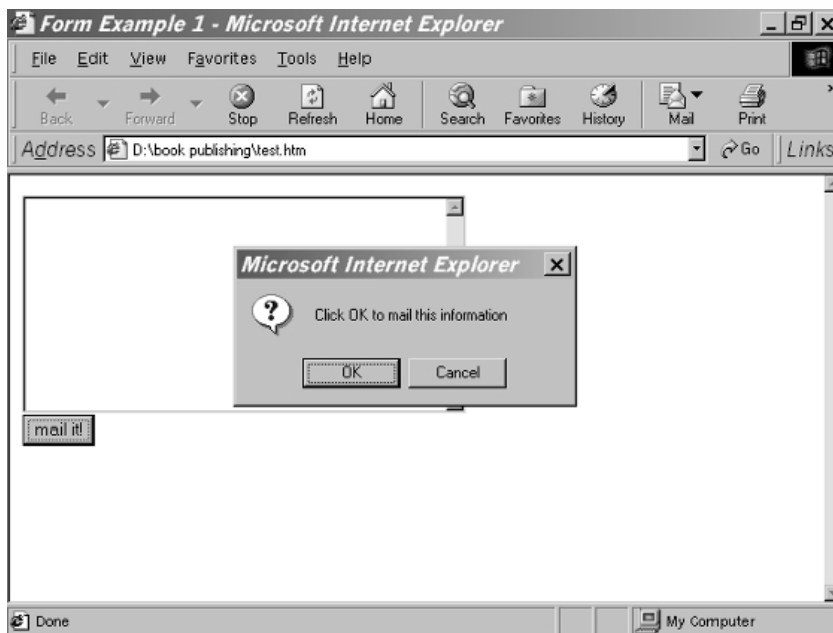 Form Example 1 - Microsoft Internet Explorer
File Edit View Favorites Tools Help
Back Forward Stop Refresh Home Search Favorites History Mail Print »
Address D:\book publishing\test.htm Go Links
Microsoft Internet Explorer
? Click OK to mail this information
OK Cancel
mail it!
Done My Computer